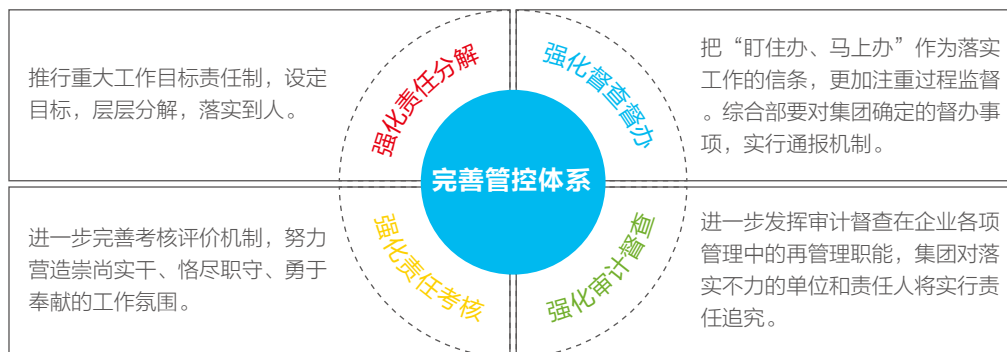 推行重大工作目标责任制，设定
目标，层层分解，落实到人。
强化责任分解
强化督查督办
把“盯住办、马上办”作为落实
工作的信条，更加注重过程监督
。综合部要对集团确定的督办事
项，实行通报机制。
完善管控体系
进一步完善考核评价机制，努力
营造崇尚实干、恪尽职守、勇于
奉献的工作氛围。
强化责任考核
强化审计督查
进一步发挥审计督查在企业各项
管理中的再管理职能，集团对落
实不力的单位和责任人将实行责
任追究。